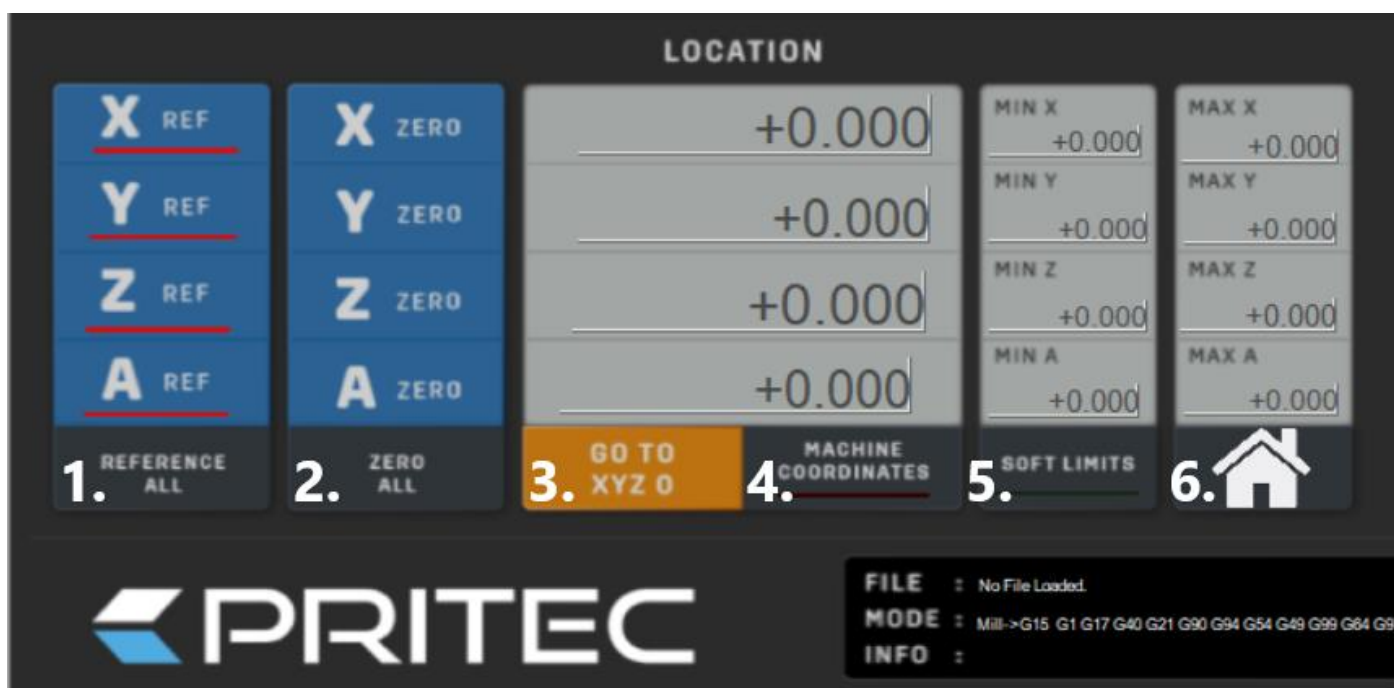 LOCATION
X REF
X ZERO
+0.000
MIN X
+0.000
MAX X
+0.000
Y REF
Y ZERO
+0.000
MIN Y
+0.000
MAX Y
+0.000
Z REF
Z ZERO
+0.000
MIN Z
+0.000
MAX Z
+0.000
A REF
A ZERO
+0.000
MIN A
+0.000
MAX A
+0.000
1. REFERENCE
ALL
2. ZERO
ALL
3. GO TO
XYZ 0
4. MACHINE
COORDINATES
5. SOFT LIMITS
6.
PRITEC
FILE : No File Loaded.
MODE : Mill->G15 G1 G17 G40 G21 G90 G94 G54 G49 G99 G64 G9
INFO :